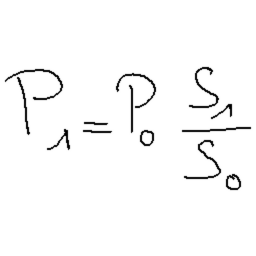 P₁ = P₀ S₁/S₀